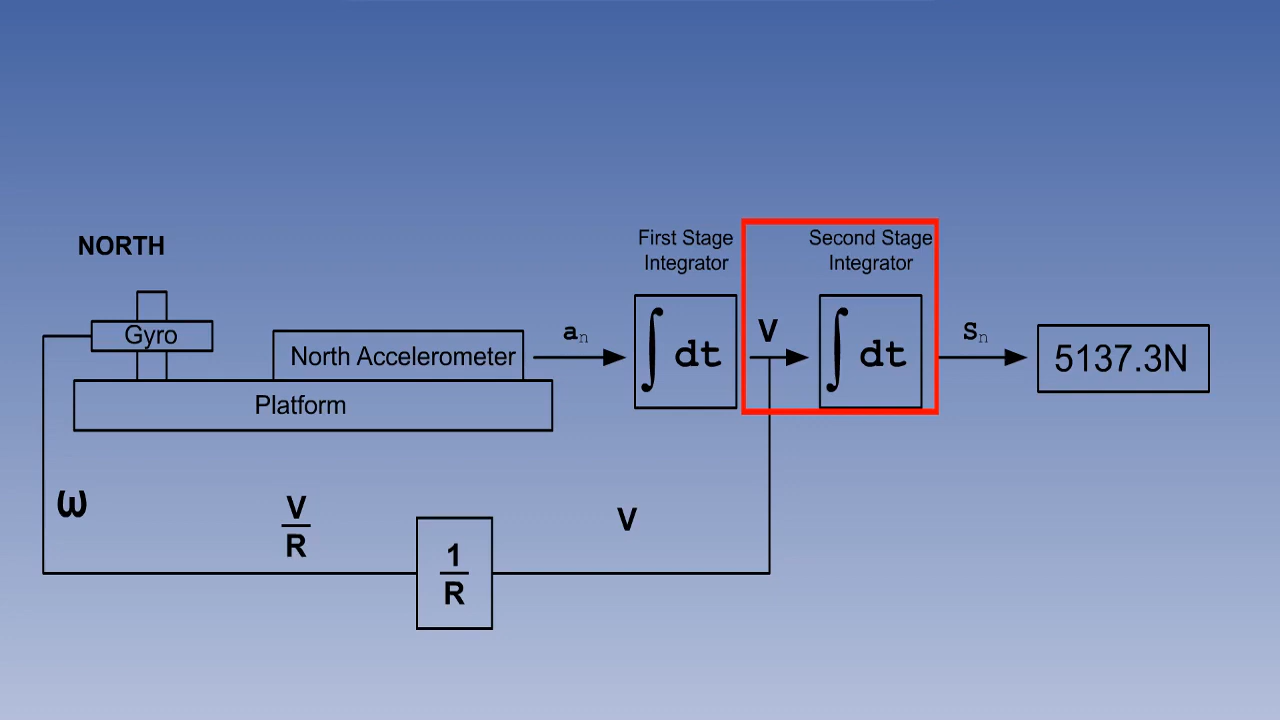 NORTH
Gyro
North Accelerometer
Platform
an
First Stage
Integrator
∫ dt
V
Second Stage
Integrator
∫ dt
Sn
5137.3N
ω
V
R
1
R
V